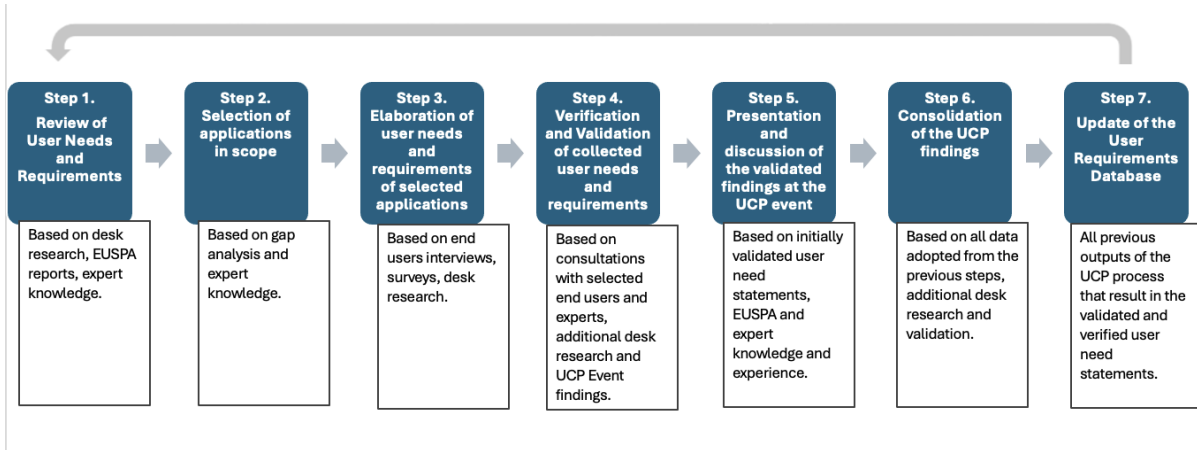 Step 1.
Review of
User Needs
and
Requirements
Based on desk
research, EUSPA
reports, expert
knowledge.
Step 2.
Selection of
applications
in scope
Based on gap
analysis and
expert
knowledge.
Step 3.
Elaboration of
user needs
and
requirements
of selected
applications
Based on end
users interviews,
surveys, desk
research.
Step 4.
Verification
and Validation
of collected
user needs
and
requirements
Based on
consultations
with selected
end users and
experts,
additional desk
research and
UCP Event
findings.
Step 5.
Presentation
and
discussion of
the validated
findings at the
UCP event
Based on initially
validated user
need
statements,
EUSPA and
expert
knowledge and
experience.
Step 6.
Consolidation
of the UCP
findings
Based on all data
adopted from the
previous steps,
additional desk
research and
validation.
Step 7.
Update of the
User
Requirements
Database
All previous
outputs of the
UCP process
that result in the
validated and
verified user
need
statements.